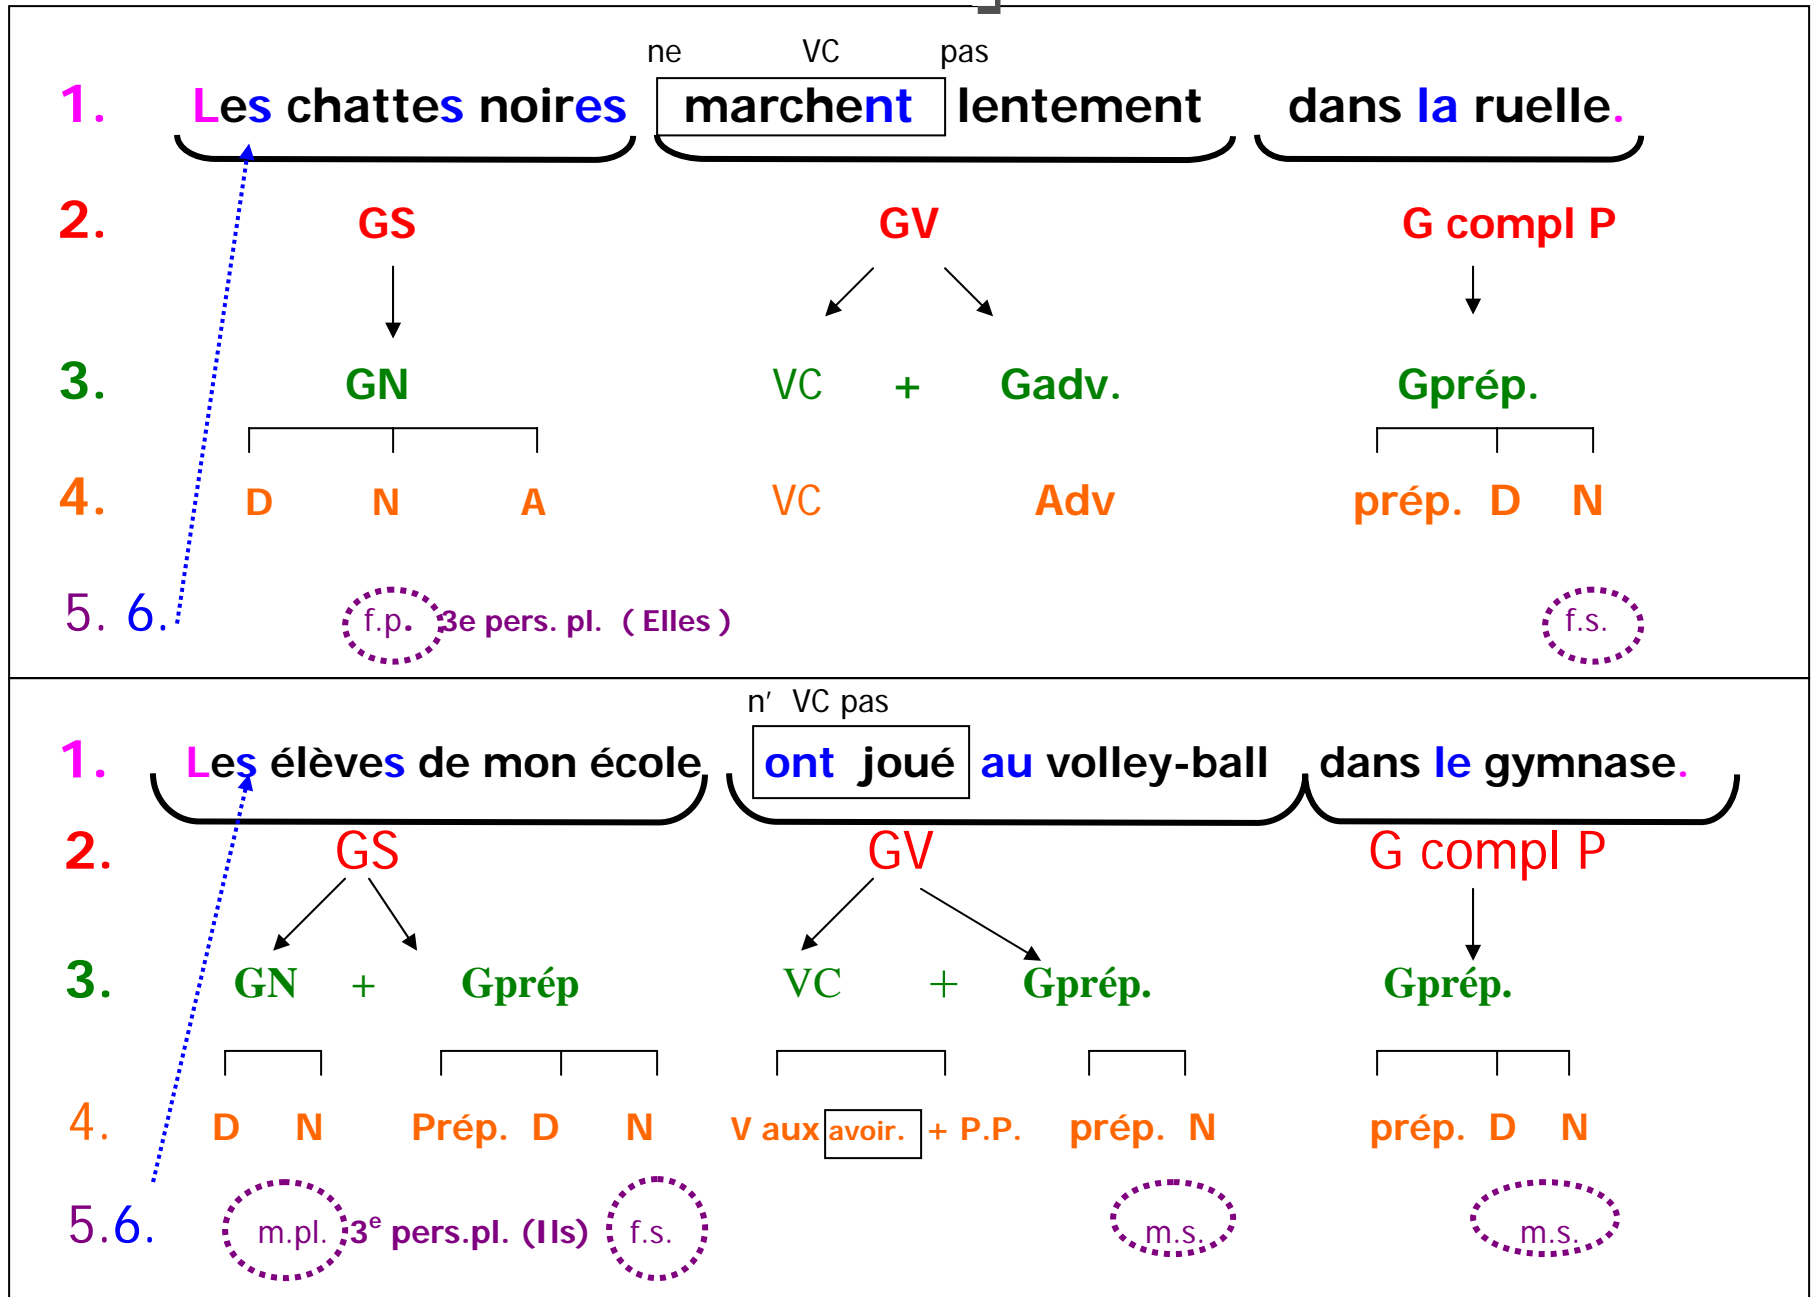 ne VC pas
1. Les chattes noires marchent lentement dans la ruelle.
2. GS GV G compl P
3. GN VC + Gadv. Gprép.
4. D N A VC Adv prép. D N
5. 6. f.p. 3e pers. pl. ( Elles ) f.s.
n' VC pas
1. Les élèves de mon école ont joué au volley-ball dans le gymnase.
2. GS GV G compl P
3. GN + Gprép VC + Gprép. Gprép.
4. D N Prép. D N V aux avoir. + P.P. prép. N prép. D N
5.6. m.pl. 3e pers.pl. (Ils) f.s. m.s. m.s.